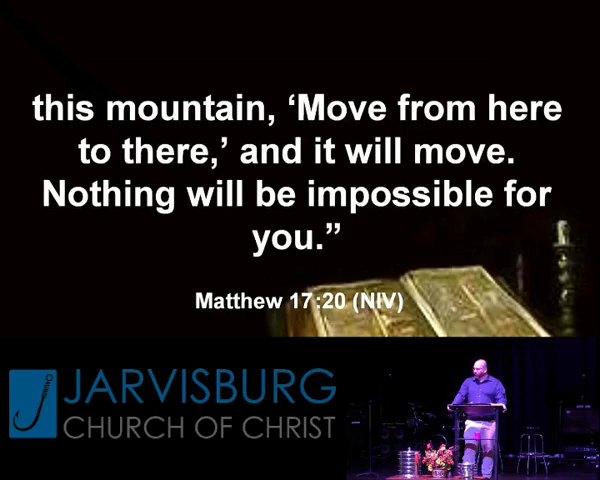 this mountain, ‘Move from here
to there,’ and it will move.
Nothing will be impossible for
you.”
Matthew 17:20 (NIV)
JARVISBURG
CHURCH OF CHRIST